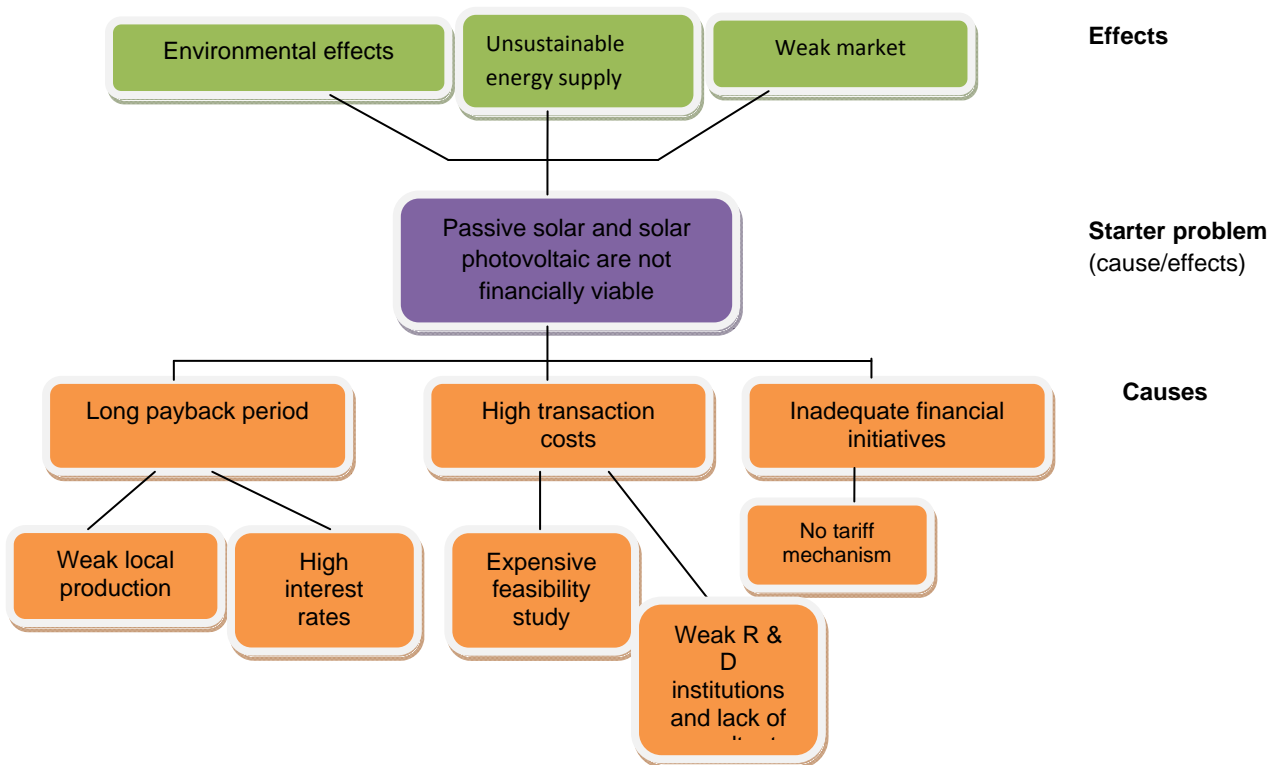 Environmental effects
Unsustainable
energy supply
Weak market
Effects
Passive solar and solar
photovoltaic are not
financially viable
Starter problem
(cause/effects)
Long payback period
High transaction
costs
Inadequate financial
initiatives
Causes
Weak local
production
High
interest
rates
Expensive
feasibility
study
Weak R &
D
institutions
and lack of
No tariff
mechanism